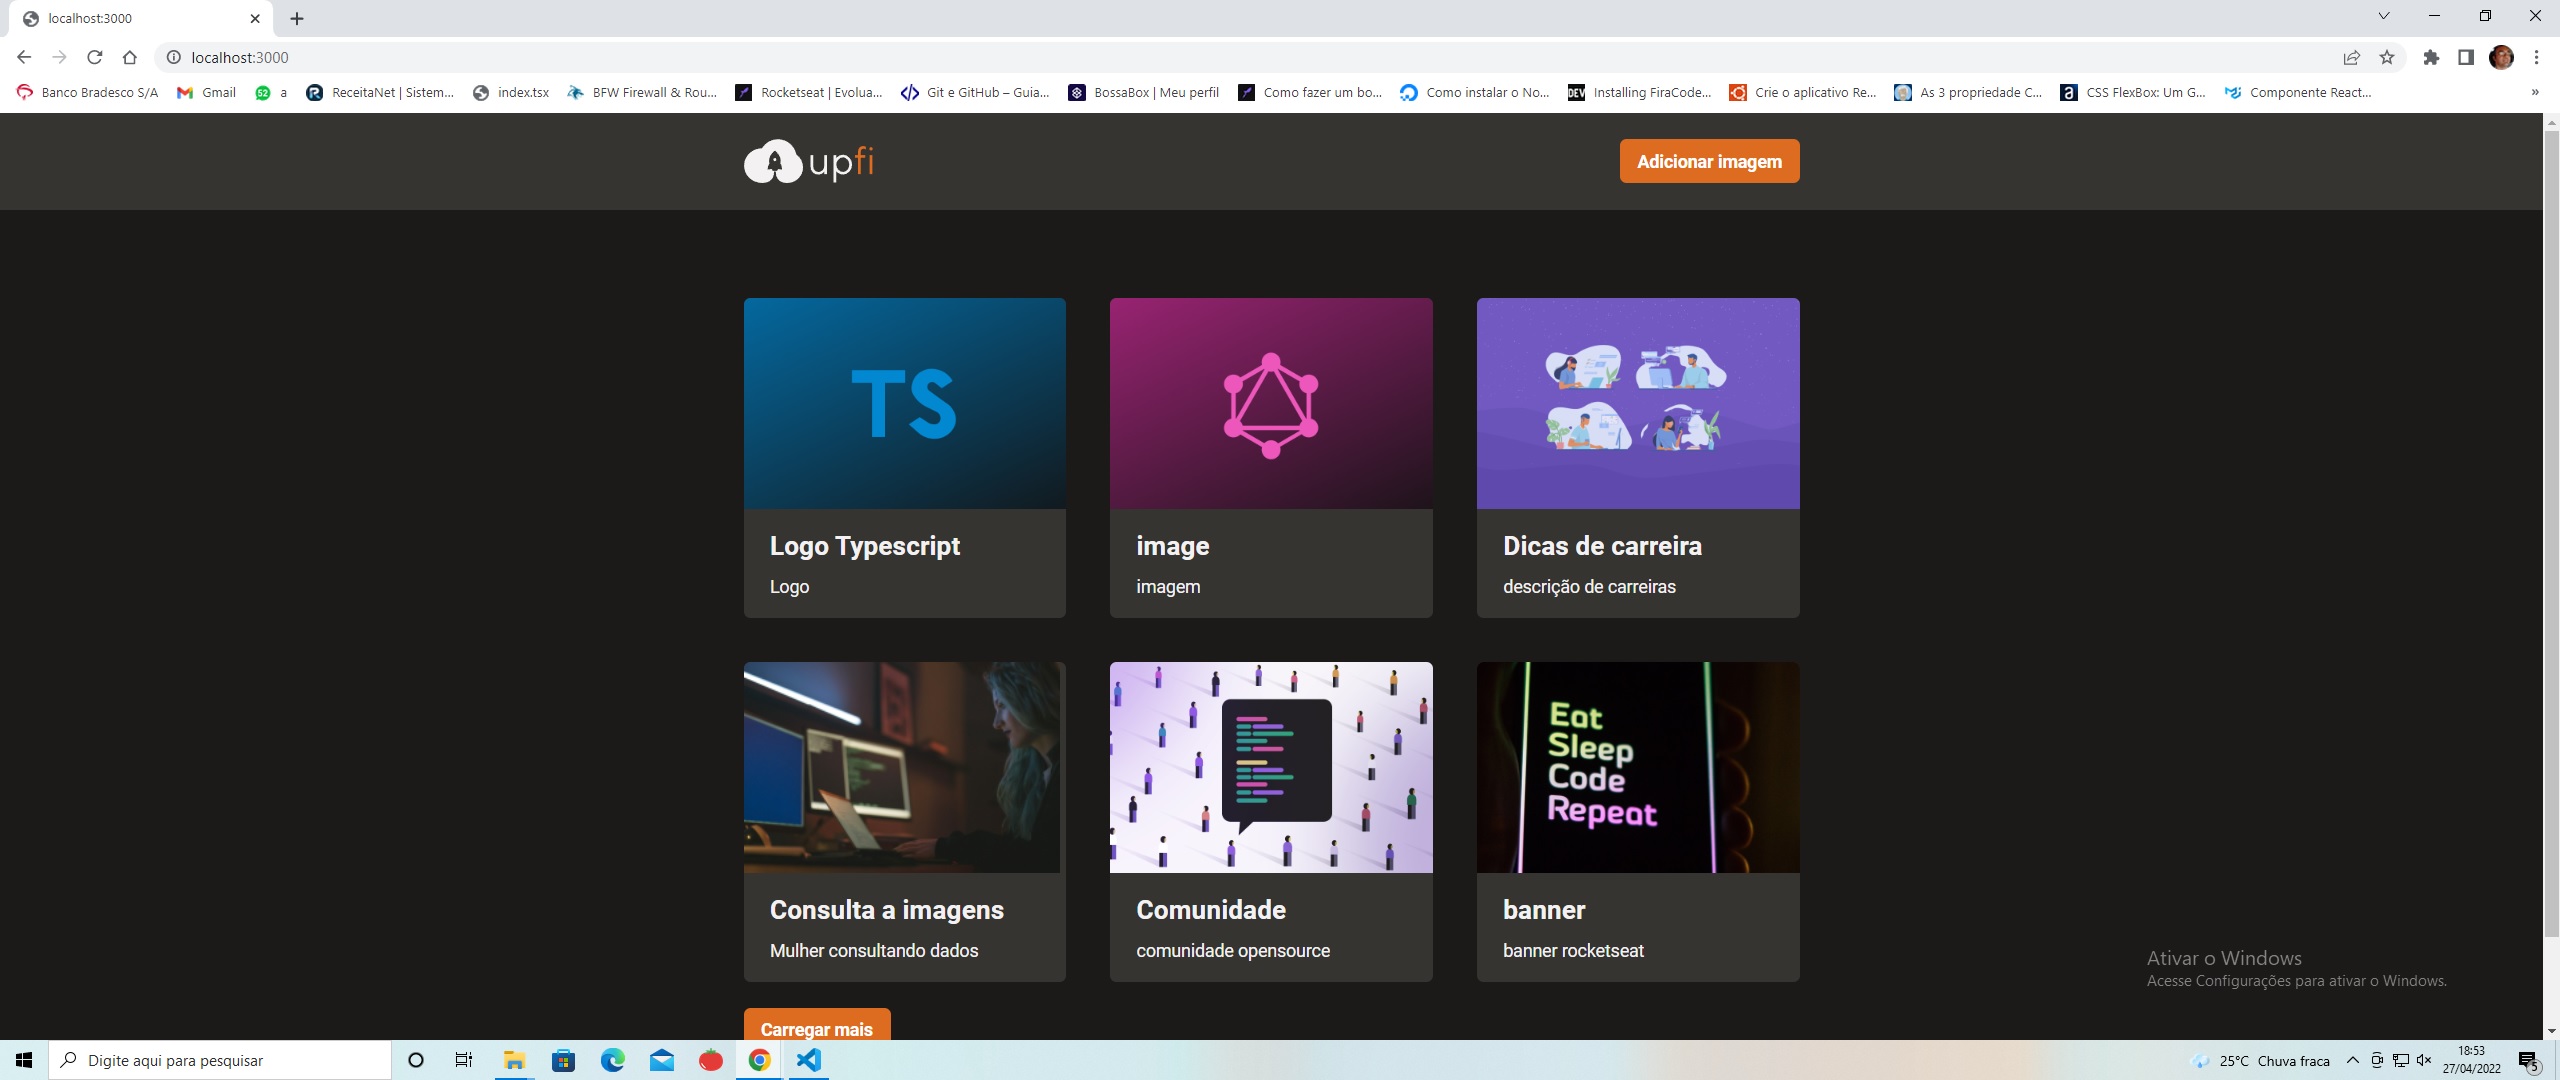 localhost:3000
localhost:3000
Banco Bradesco S/A Gmail 52 a ReceitaNet | Sistem... index.tsx BFW Firewall & Rou... Rocketseat | Evolua... Git e GitHub – Guia... BossaBox | Meu perfil Como fazer um bo... Como instalar o No... DEV Installing FiraCode... Crie o aplicativo Re... As 3 propriedade C... a CSS FlexBox: Um G... Componente React... »
upfi
Adicionar imagem
TS
Logo Typescript
Logo
image
imagem
Dicas de carreira
descrição de carreiras
Consulta a imagens
Mulher consultando dados
Comunidade
comunidade opensource
Eat
Sleep
Code
Repeat
banner
banner rocketseat
Carregar mais
Ativar o Windows
Acesse Configurações para ativar o Windows.
Digite aqui para pesquisar
25°C Chuva fraca
18:53
27/04/2022
5